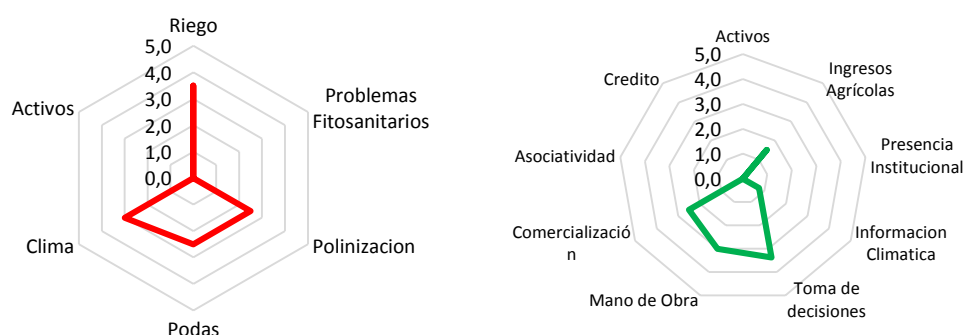 Riego
5,0
4,0
3,0
2,0
1,0
0,0
Problemas
Fitosanitarios
Polinizacion
Podas
Clima
Activos
Activos
5,0
4,0
3,0
2,0
1,0
0,0
Ingresos
Agrícolas
Presencia
Institucional
Informacion
Climatica
Toma de
decisiones
Mano de Obra
Comercializació
n
Asociatividad
Credito